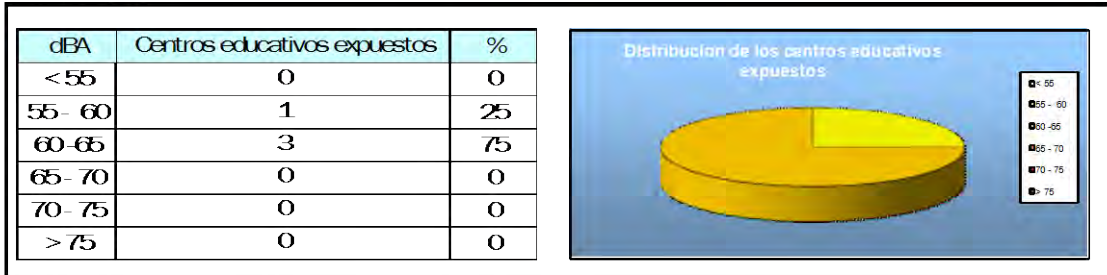 dBA Centros educativos expuestos %
<55 0 0
55 - 60 1 25
60-65 3 75
65 - 70 0 0
70 - 75 0 0
>75 0 0
Distribucion de los centros educativos
expuestos
< 55
55 - 60
60 -65
65 - 70
70 - 75
> 75